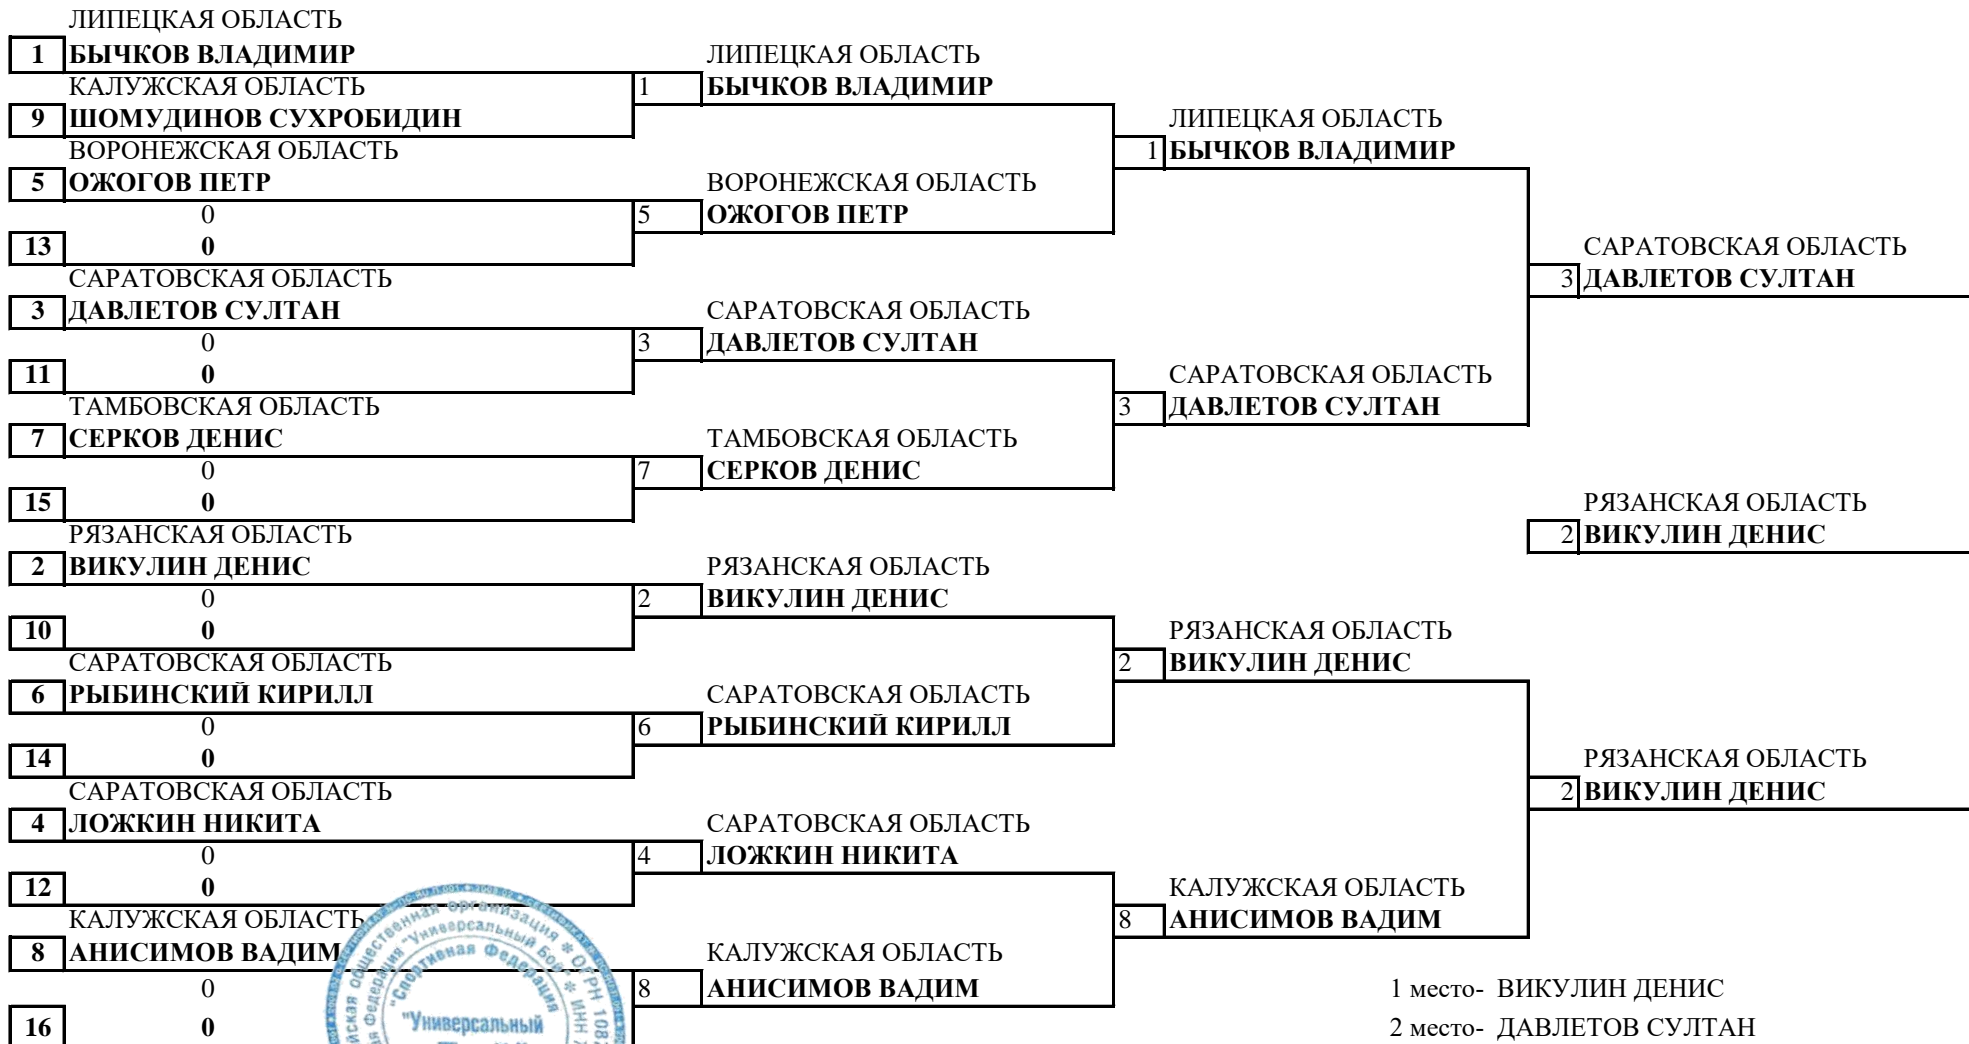 ЛИПЕЦКАЯ ОБЛАСТЬ
1 БЫЧКОВ ВЛАДИМИР
КАЛУЖСКАЯ ОБЛАСТЬ
9 ШОМУДИНОВ СУХРОБИДИН
ВОРОНЕЖСКАЯ ОБЛАСТЬ
5 ОЖОГОВ ПЕТР
0
13 0
САРАТОВСКАЯ ОБЛАСТЬ
3 ДАВЛЕТОВ СУЛТАН
0
11 0
ТАМБОВСКАЯ ОБЛАСТЬ
7 СЕРКОВ ДЕНИС
0
15 0
РЯЗАНСКАЯ ОБЛАСТЬ
2 ВИКУЛИН ДЕНИС
0
10 0
САРАТОВСКАЯ ОБЛАСТЬ
6 РЫБИНСКИЙ КИРИЛЛ
0
14 0
САРАТОВСКАЯ ОБЛАСТЬ
4 ЛОЖКИН НИКИТА
0
12 0
КАЛУЖСКАЯ ОБЛАСТЬ
8 АНИСИМОВ ВАДИМ
0
16 0
ЛИПЕЦКАЯ ОБЛАСТЬ
1 БЫЧКОВ ВЛАДИМИР
ВОРОНЕЖСКАЯ ОБЛАСТЬ
5 ОЖОГОВ ПЕТР
САРАТОВСКАЯ ОБЛАСТЬ
3 ДАВЛЕТОВ СУЛТАН
ТАМБОВСКАЯ ОБЛАСТЬ
7 СЕРКОВ ДЕНИС
РЯЗАНСКАЯ ОБЛАСТЬ
2 ВИКУЛИН ДЕНИС
САРАТОВСКАЯ ОБЛАСТЬ
6 РЫБИНСКИЙ КИРИЛЛ
САРАТОВСКАЯ ОБЛАСТЬ
4 ЛОЖКИН НИКИТА
КАЛУЖСКАЯ ОБЛАСТЬ
8 АНИСИМОВ ВАДИМ
ЛИПЕЦКАЯ ОБЛАСТЬ
1 БЫЧКОВ ВЛАДИМИР
САРАТОВСКАЯ ОБЛАСТЬ
3 ДАВЛЕТОВ СУЛТАН
РЯЗАНСКАЯ ОБЛАСТЬ
2 ВИКУЛИН ДЕНИС
КАЛУЖСКАЯ ОБЛАСТЬ
8 АНИСИМОВ ВАДИМ
САРАТОВСКАЯ ОБЛАСТЬ
3 ДАВЛЕТОВ СУЛТАН
РЯЗАНСКАЯ ОБЛАСТЬ
2 ВИКУЛИН ДЕНИС
РЯЗАНСКАЯ ОБЛАСТЬ
2 ВИКУЛИН ДЕНИС
1 место- ВИКУЛИН ДЕНИС
2 место- ДАВЛЕТОВ СУЛТАН
общественная организация * ОГРН 108
Федерация "Универсальный Бой" * ИНН
"Спортивная Федерация
"Универсальный